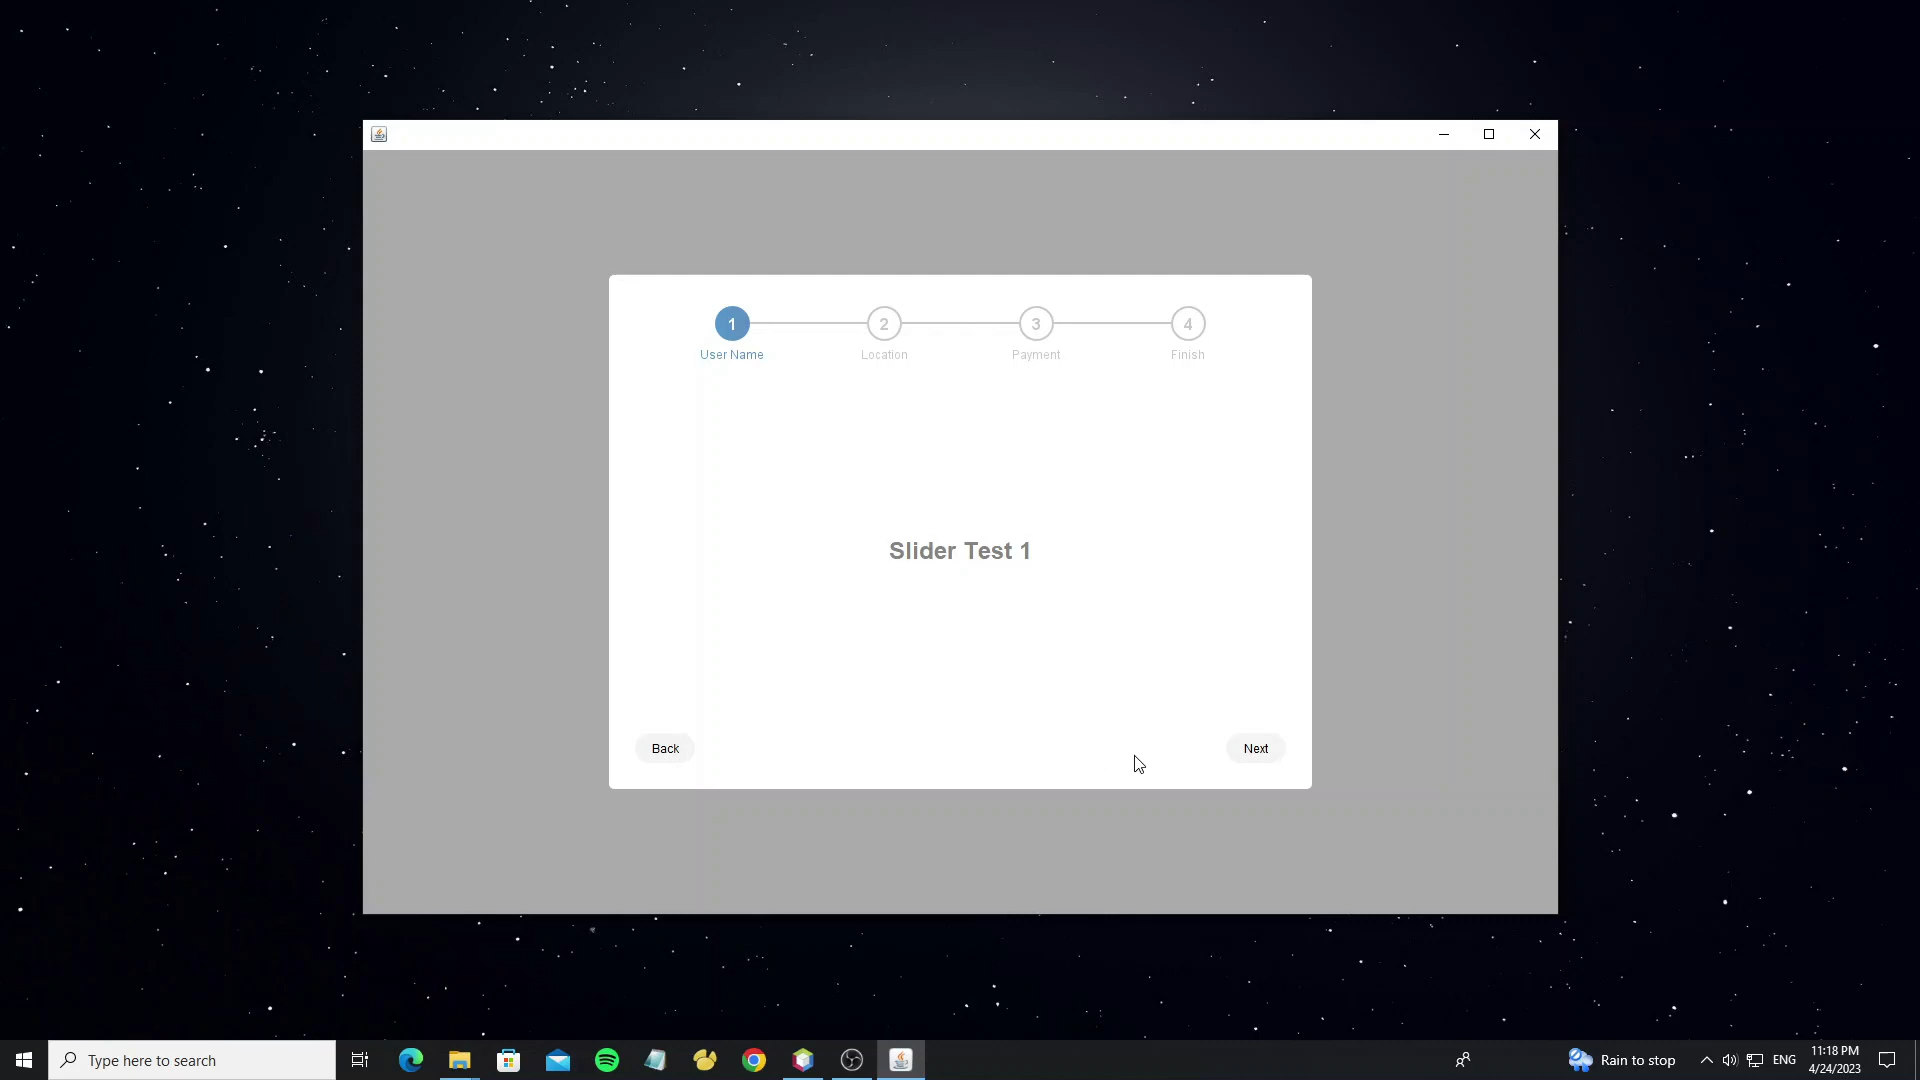 1 2 3 4
User Name Location Payment Finish
Slider Test 1
Back Next
Type here to search
Rain to stop
ENG
11:18 PM
4/24/2023